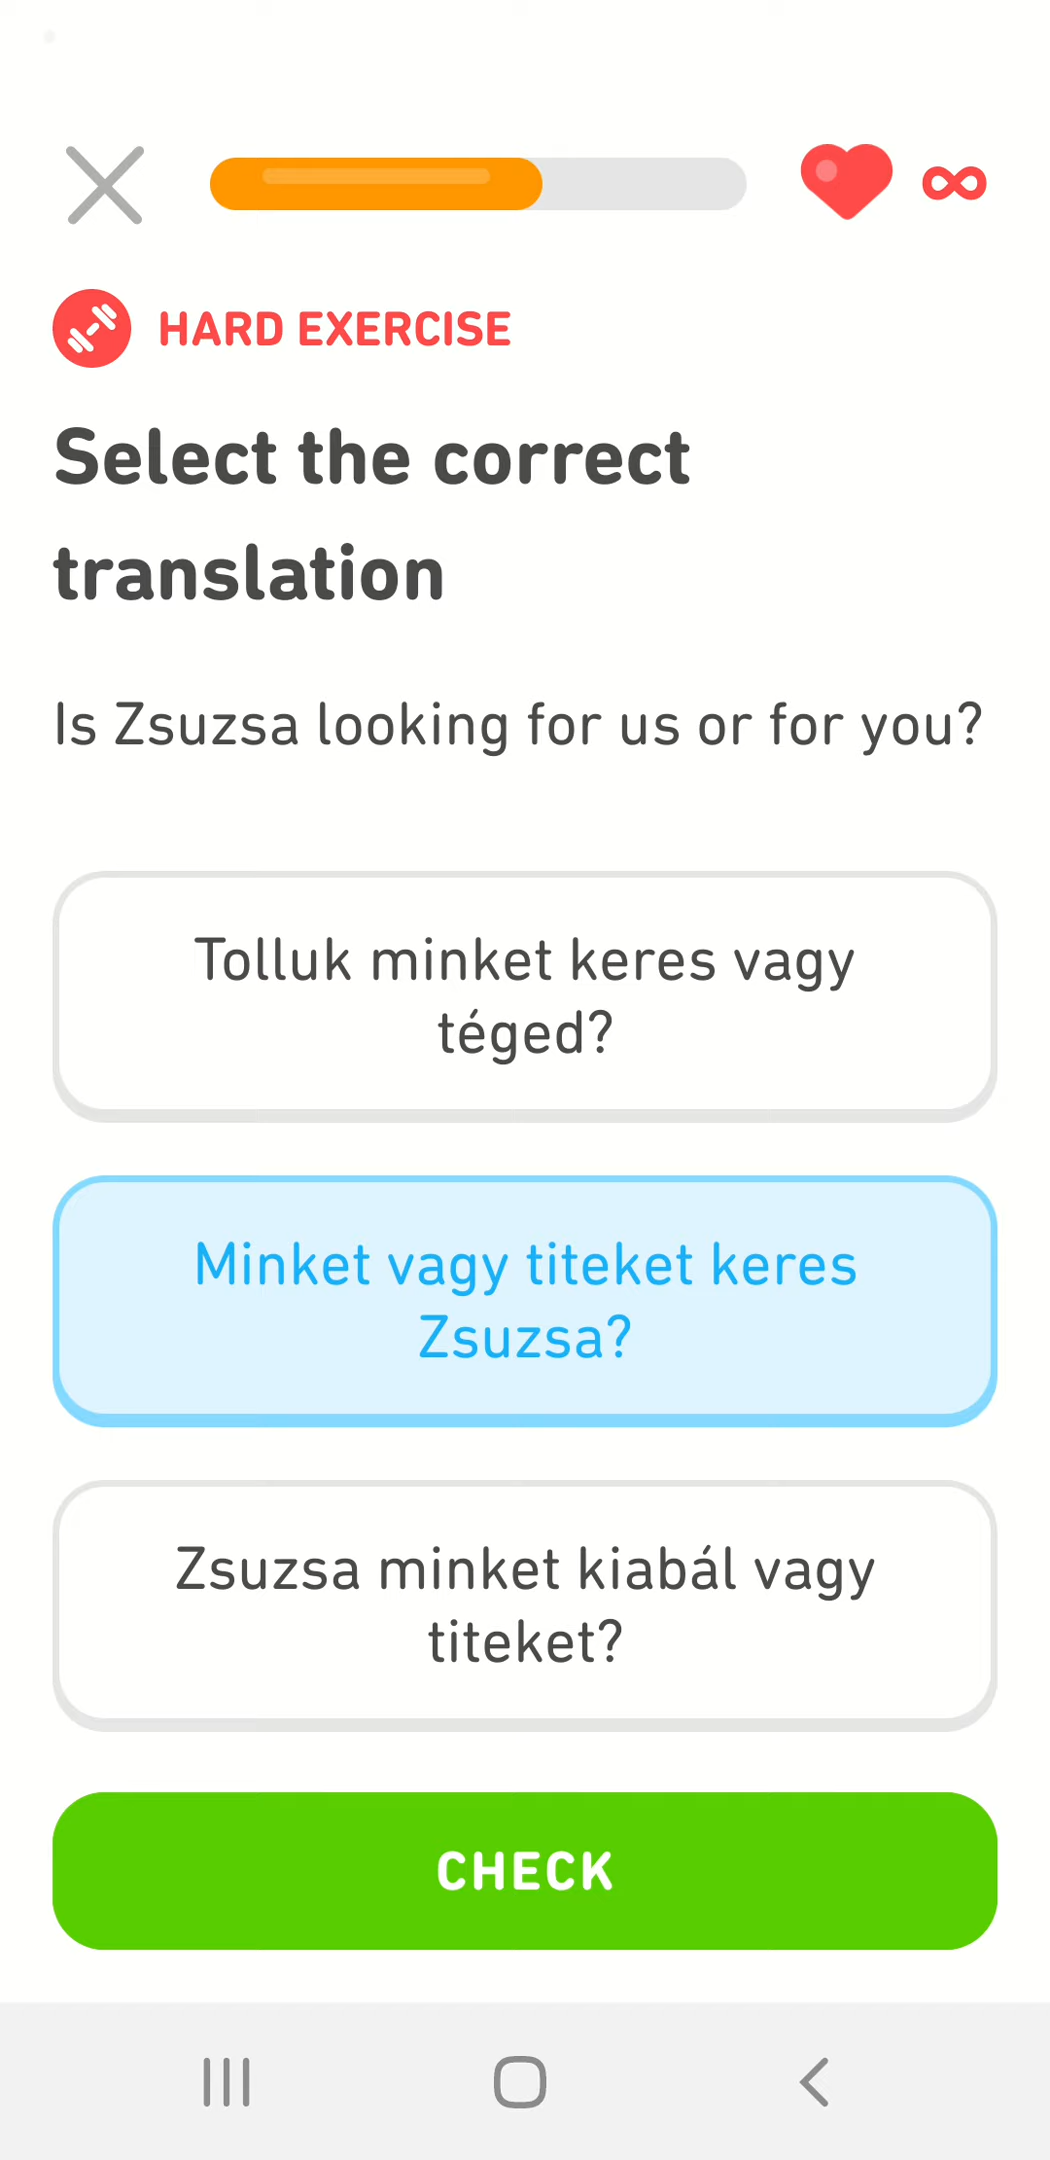 HARD EXERCISE
Select the correct
translation
Is Zsuzsa looking for us or for you?
Tolluk minket keres vagy
téged?
Minket vagy titeket keres
Zsuzsa?
Zsuzsa minket kiabál vagy
titeket?
CHECK